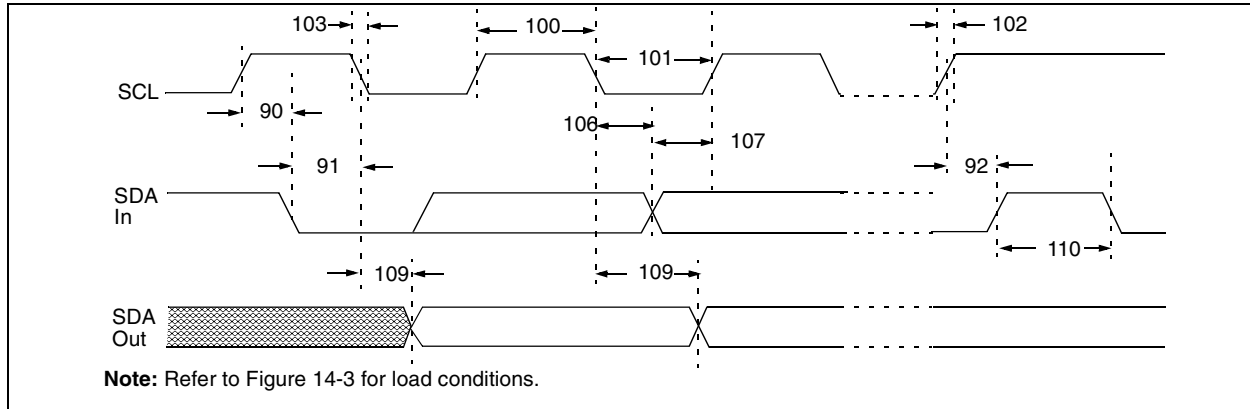 103
100
101
102
SCL
90
106
107
91
92
SDA
In
110
109
109
SDA
Out
Note: Refer to Figure 14-3 for load conditions.